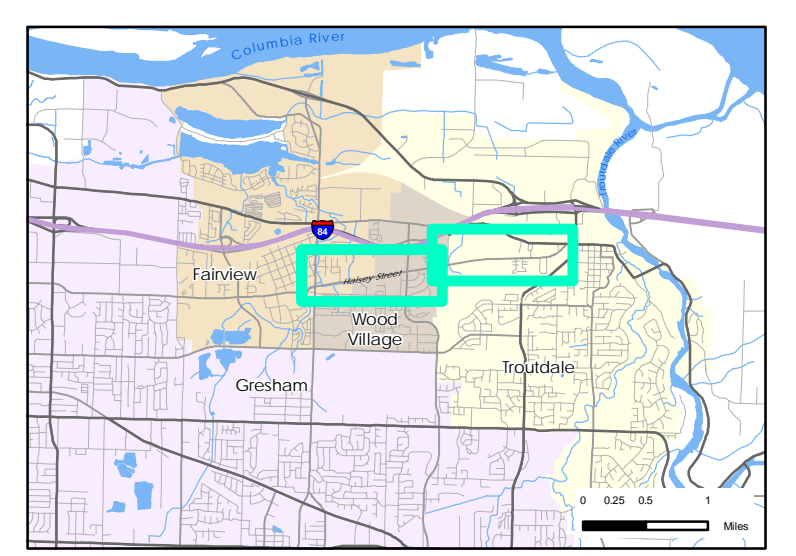 Columbia River
Troutdale River
84
Fairview
Halsey Street
Wood
Village
Troutdale
Gresham
0 0.25 0.5 1
Miles